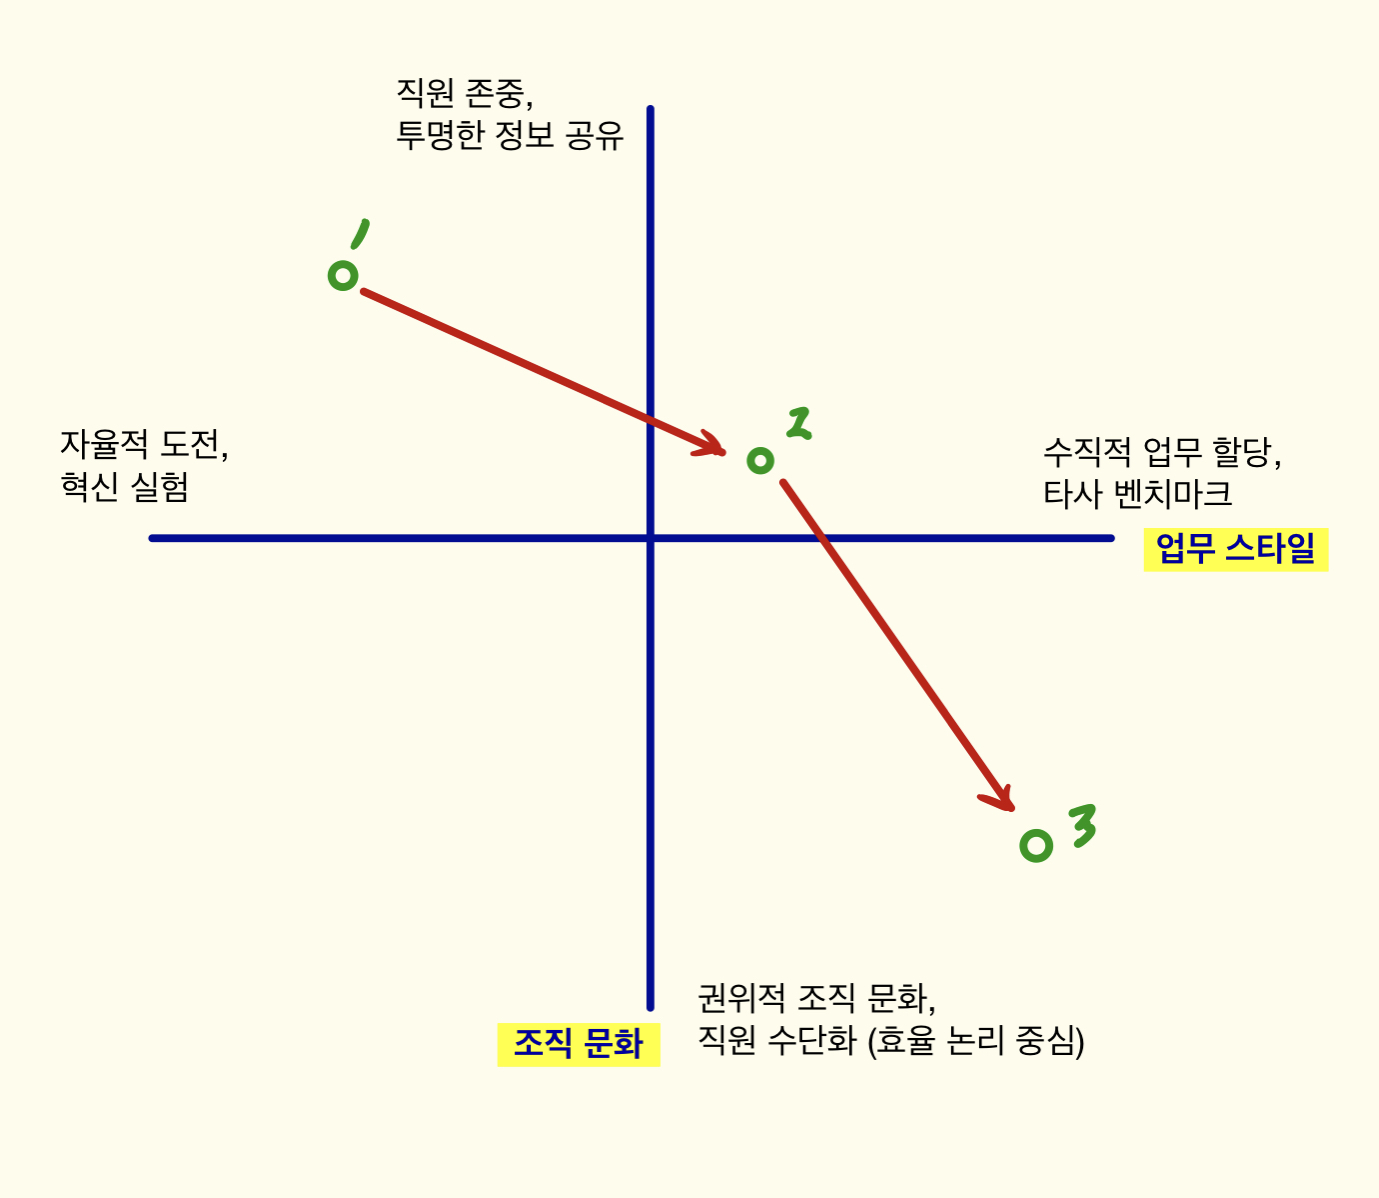 직원 존중,
투명한 정보 공유
1
2
자율적 도전,
혁신 실험
수직적 업무 할당,
타사 벤치마크
업무 스타일
3
권위적 조직 문화,
직원 수단화 (효율 논리 중심)
조직 문화